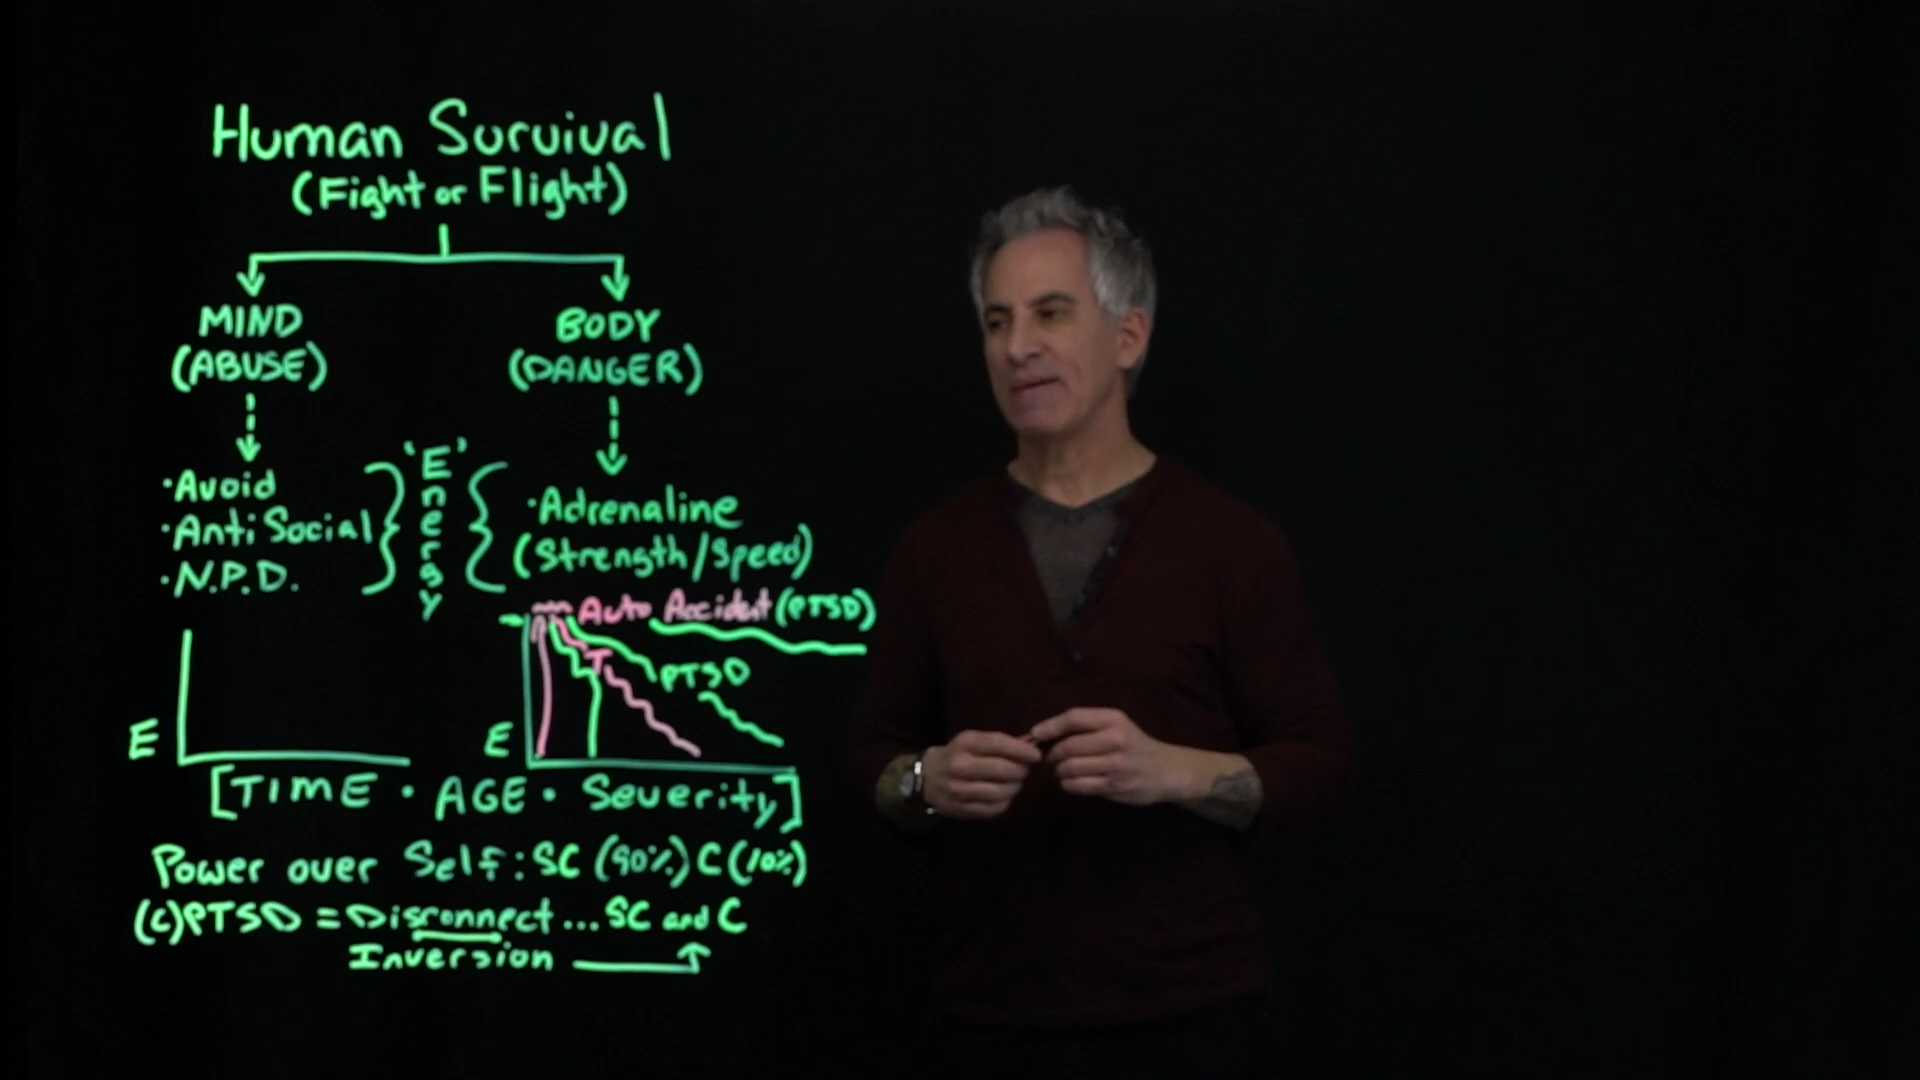 Human Survival
(Fight or Flight)
MIND
(ABUSE)
BODY
(DANGER)
·Avoid
·Anti Social
·N.P.D.
'E'nergy
·Adrenaline
(Strength/Speed)
Auto Accident (PTSD)
T
PTSD
E
E
[TIME · AGE · Severity]
Power over Self: SC (90%) C (10%)
(C)PTSD = Disconnect... SC and C
Inversion